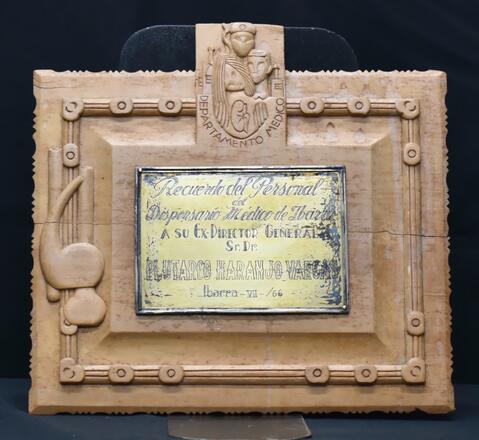 DEPARTAMENTO MEDICO
Recuerdo del Personal
del
Dispensario Médico de Ibarra
A SU EX-DIRECTOR GENERAL
Sr. Dr.
PLUTARCO NARANJO VARGAS
Ibarra - VII - /66